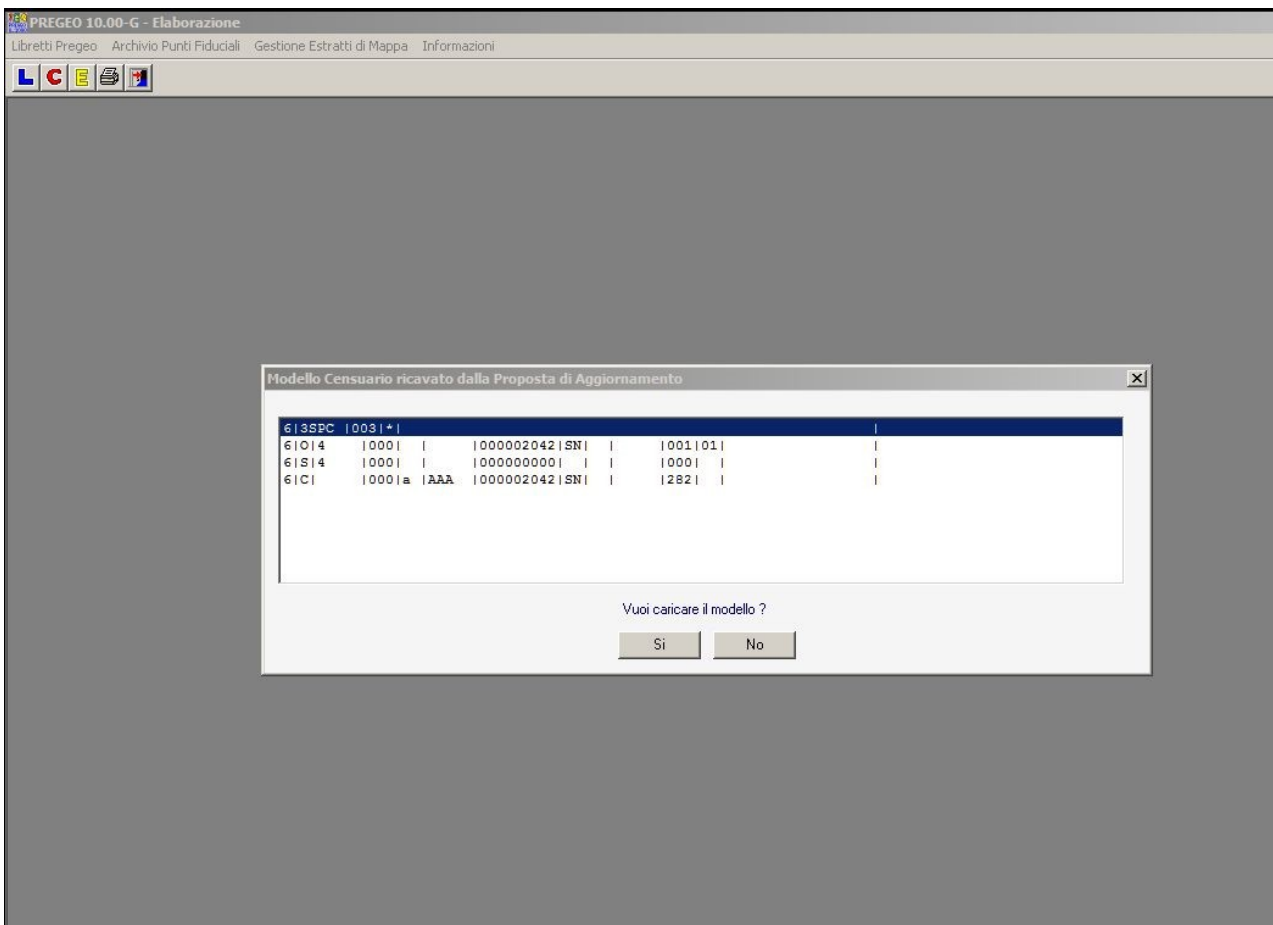 PREGEO 10.00-G - Elaborazione
Libretti Pregeo Archivio Punti Fiduciali Gestione Estratti di Mappa Informazioni
L C E
Modello Censuario ricavato dalla Proposta di Aggiornamento
6|3SPC |003|*| |
6|O|4 |000| | |000002042|SN| | |001|01| |
6|S|4 |000| | |000000000| | | |000| | |
6|C| |000|a |AAA |000002042|SN| | |282| | |
Vuoi caricare il modello ?
Si No